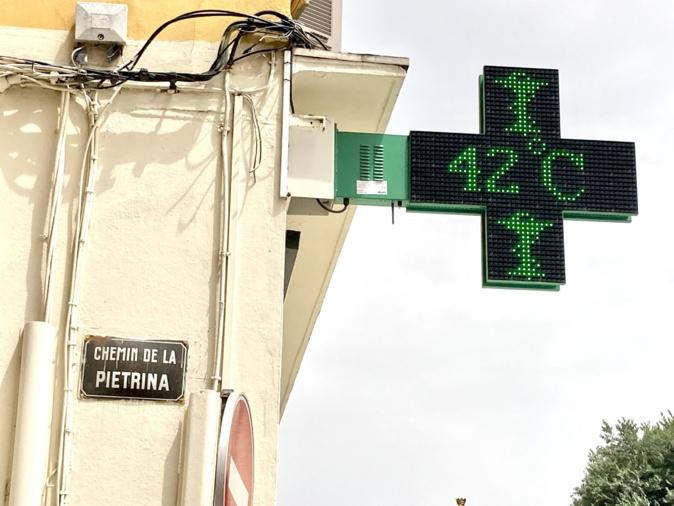 42°C
CHEMIN DE LA
PIETRINA